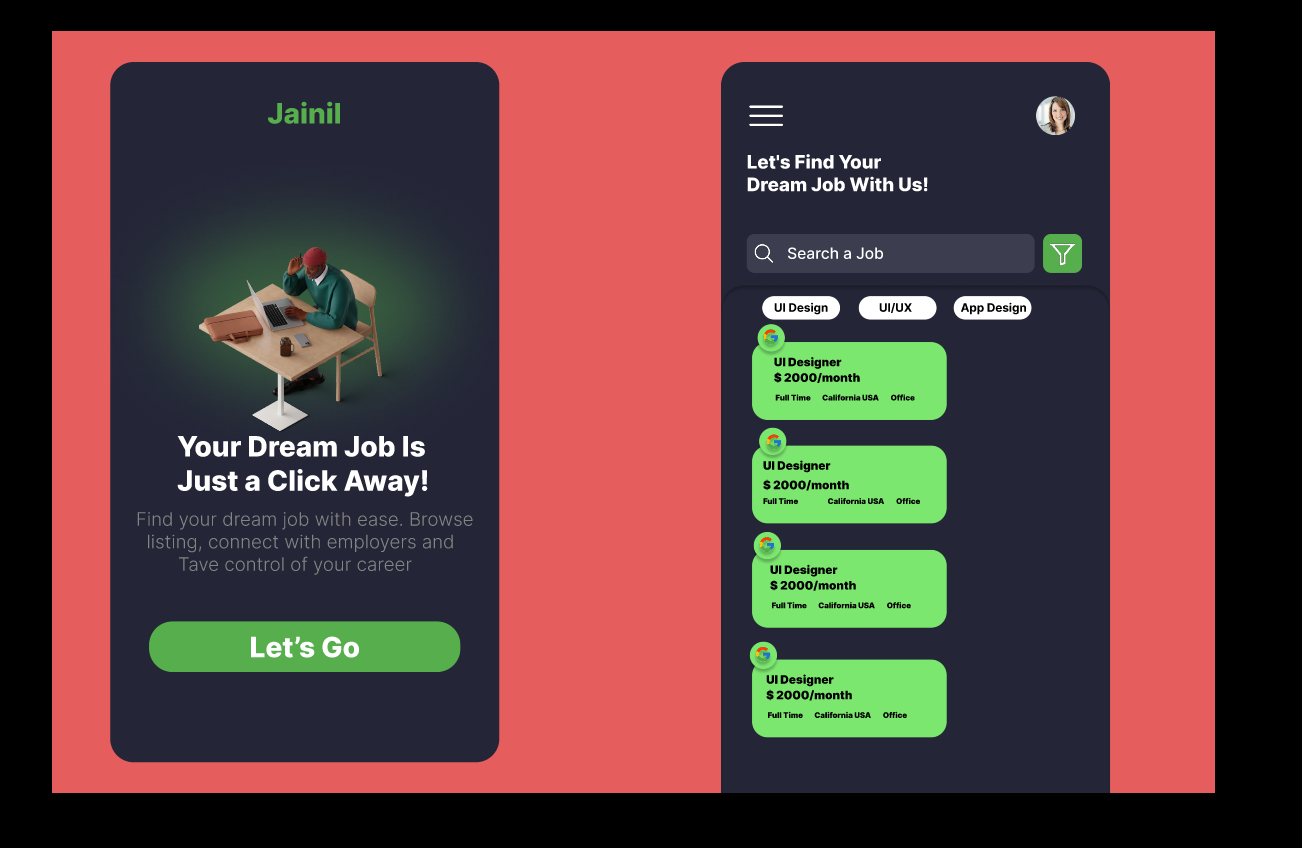 Jainil
Your Dream Job Is
Just a Click Away!
Find your dream job with ease. Browse
listing, connect with employers and
Tave control of your career
Let’s Go
Let's Find Your
Dream Job With Us!
Search a Job
UI Design UI/UX App Design
UI Designer
$ 2000/month
Full Time California USA Office
UI Designer
$ 2000/month
Full Time California USA Office
UI Designer
$ 2000/month
Full Time California USA Office
UI Designer
$ 2000/month
Full Time California USA Office